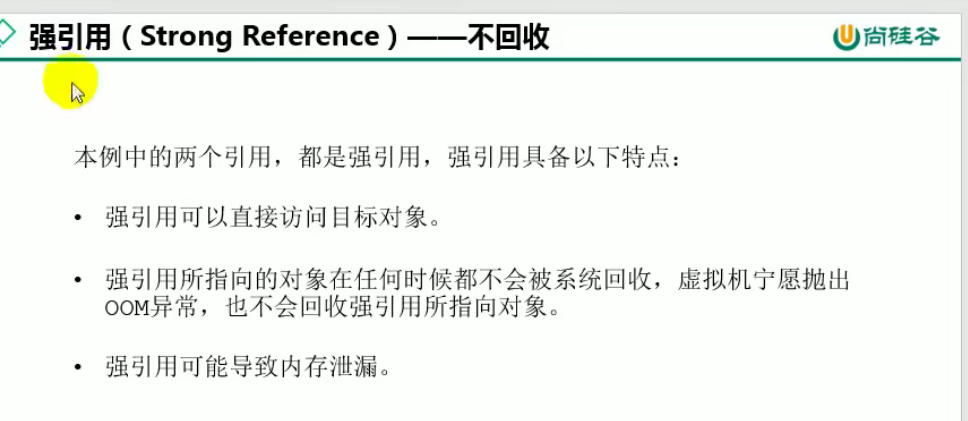 强引用（Strong Reference）——不回收
尚硅谷
本例中的两个引用，都是强引用，强引用具备以下特点：
• 强引用可以直接访问目标对象。
• 强引用所指向的对象在任何时候都不会被系统回收，虚拟机宁愿抛出
OOM异常，也不会回收强引用所指向对象。
• 强引用可能导致内存泄漏。